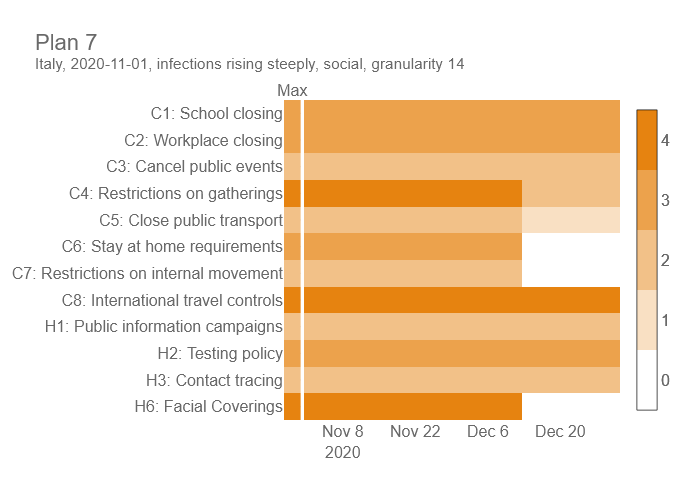 Plan 7
Italy, 2020-11-01, infections rising steeply, social, granularity 14
Max
C1: School closing
C2: Workplace closing
C3: Cancel public events
C4: Restrictions on gatherings
C5: Close public transport
C6: Stay at home requirements
C7: Restrictions on internal movement
C8: International travel controls
H1: Public information campaigns
H2: Testing policy
H3: Contact tracing
H6: Facial Coverings
Nov 8 Nov 22 Dec 6 Dec 20
2020
4
3
2
1
0